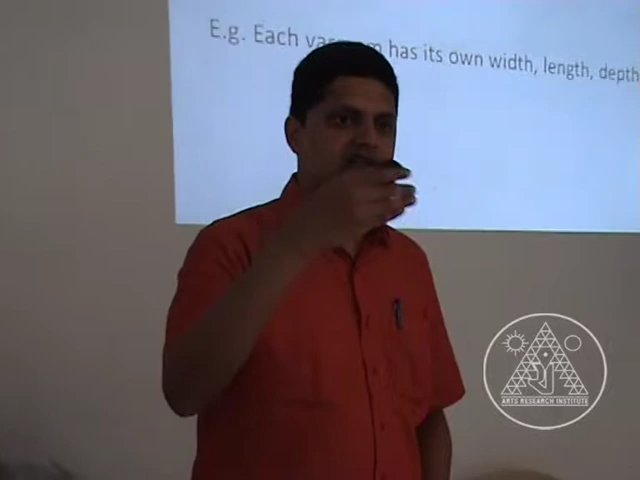 E.g. Each has its own width, length, depth
ARTS RESEARCH INSTITUTE